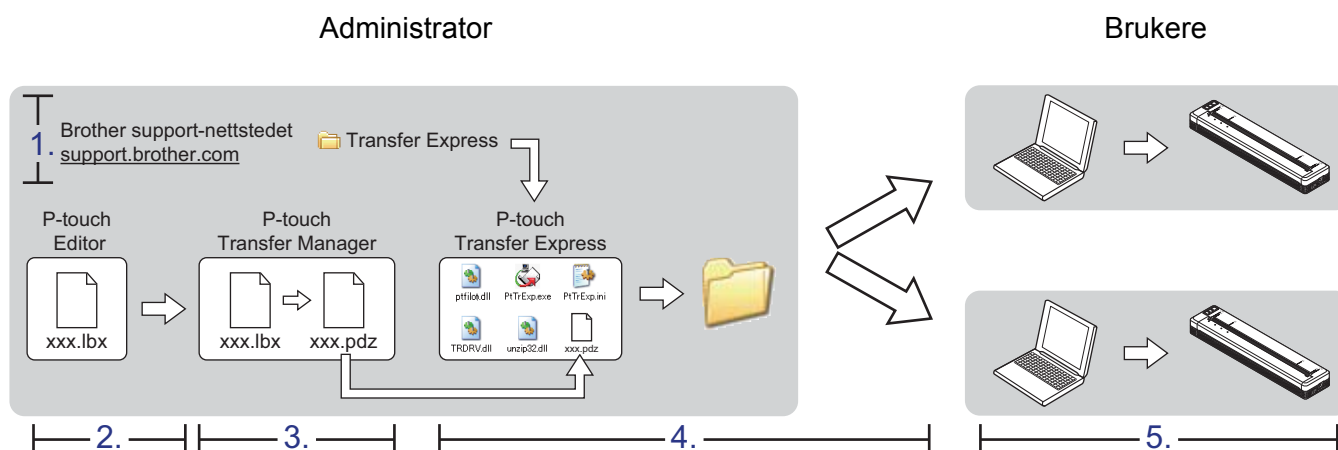 Administrator
Brukere
1.
Brother support-nettstedet
support.brother.com
Transfer Express
P-touch
Editor
xxx.lbx
P-touch
Transfer Manager
xxx.lbx
xxx.pdz
P-touch
Transfer Express
ptfilot.dll
PtTrExp.exe
PtTrExp.ini
TRDRV.dll
unzip32.dll
xxx.pdz
2.
3.
4.
5.